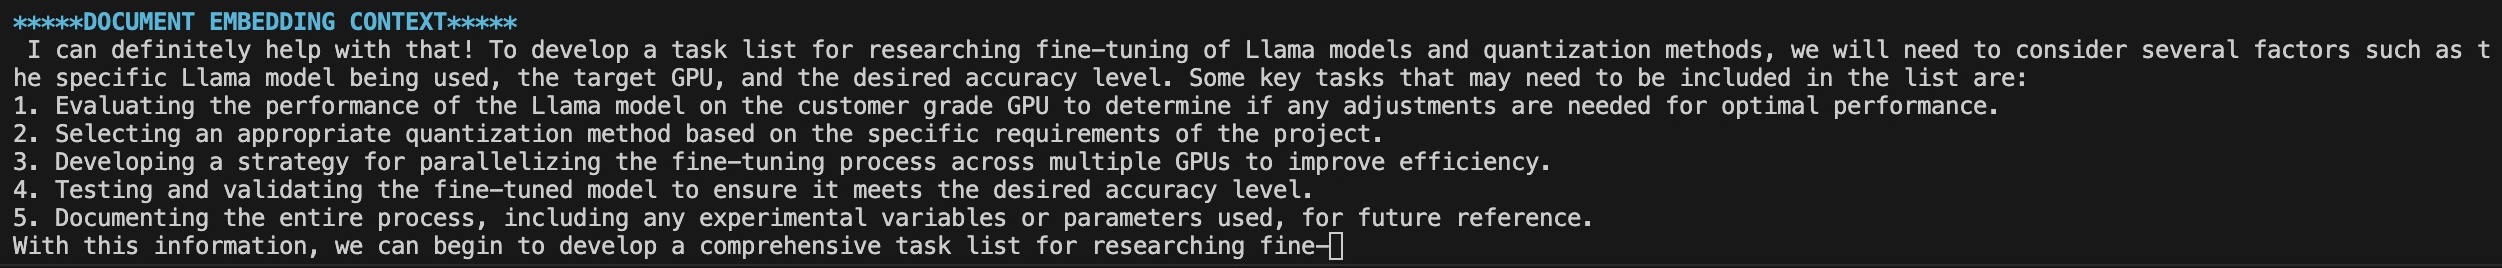 *****DOCUMENT EMBEDDING CONTEXT*****
I can definitely help with that! To develop a task list for researching fine-tuning of Llama models and quantization methods, we will need to consider several factors such as t
he specific Llama model being used, the target GPU, and the desired accuracy level. Some key tasks that may need to be included in the list are:
1. Evaluating the performance of the Llama model on the customer grade GPU to determine if any adjustments are needed for optimal performance.
2. Selecting an appropriate quantization method based on the specific requirements of the project.
3. Developing a strategy for parallelizing the fine-tuning process across multiple GPUs to improve efficiency.
4. Testing and validating the fine-tuned model to ensure it meets the desired accuracy level.
5. Documenting the entire process, including any experimental variables or parameters used, for future reference.
With this information, we can begin to develop a comprehensive task list for researching fine-